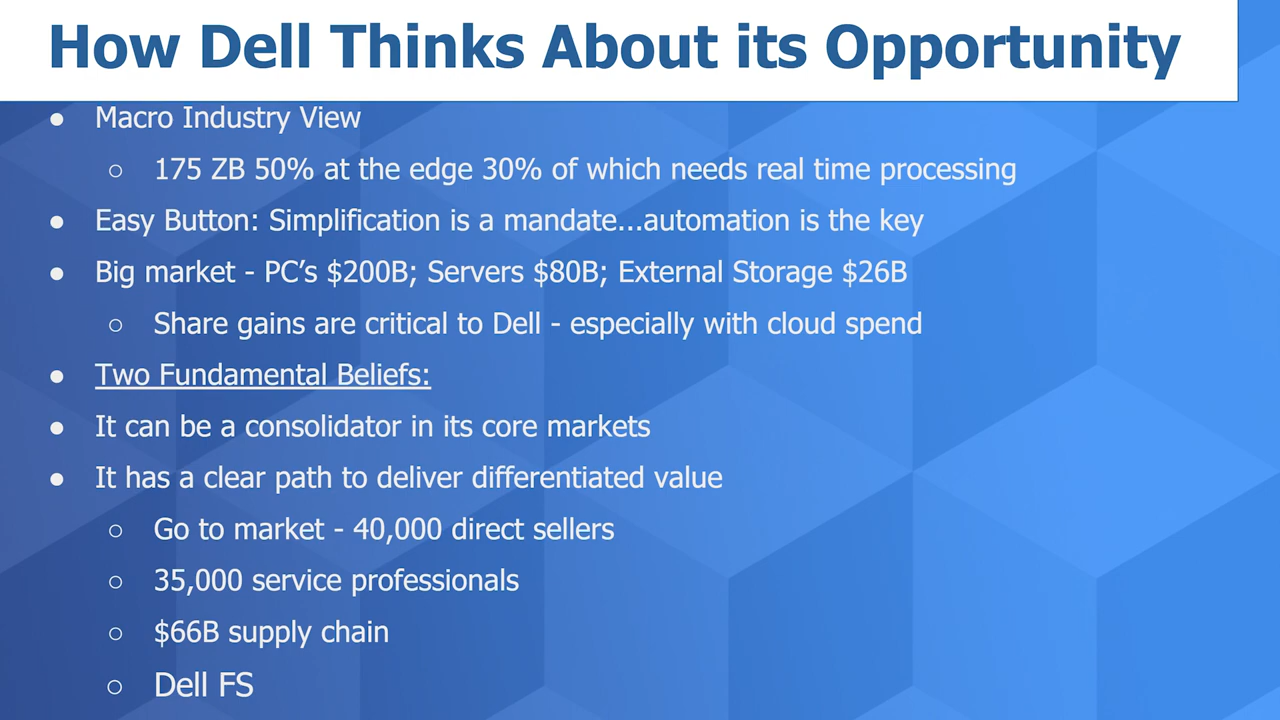 How Dell Thinks About its Opportunity
● Macro Industry View
○ 175 ZB 50% at the edge 30% of which needs real time processing
● Easy Button: Simplification is a mandate...automation is the key
● Big market - PC’s $200B; Servers $80B; External Storage $26B
○ Share gains are critical to Dell - especially with cloud spend
● Two Fundamental Beliefs:
● It can be a consolidator in its core markets
● It has a clear path to deliver differentiated value
○ Go to market - 40,000 direct sellers
○ 35,000 service professionals
○ $66B supply chain
○ Dell FS